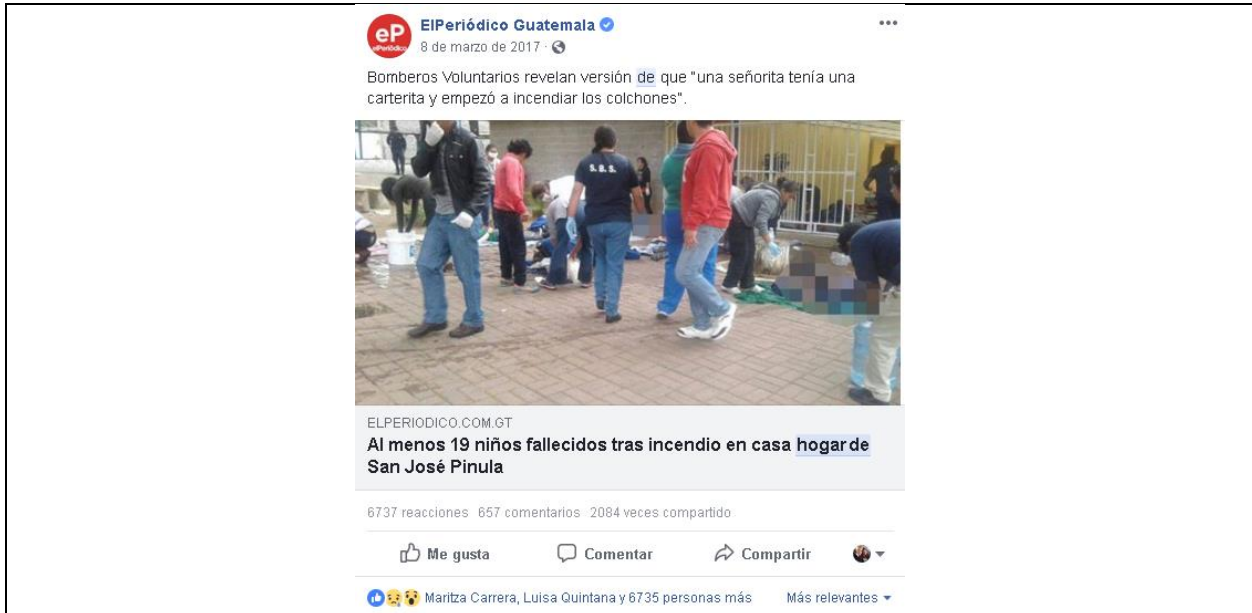 eP
elPeriódico
ElPeriódico Guatemala
8 de marzo de 2017 ·
Bomberos Voluntarios revelan versión de que "una señorita tenía una
carterita y empezó a incendiar los colchones".
S. B. S.
ELPERIODICO.COM.GT
Al menos 19 niños fallecidos tras incendio en casa hogar de
San José Pinula
6737 reacciones 657 comentarios 2084 veces compartido
Me gusta Comentar Compartir
Maritza Carrera, Luisa Quintana y 6735 personas más Más relevantes